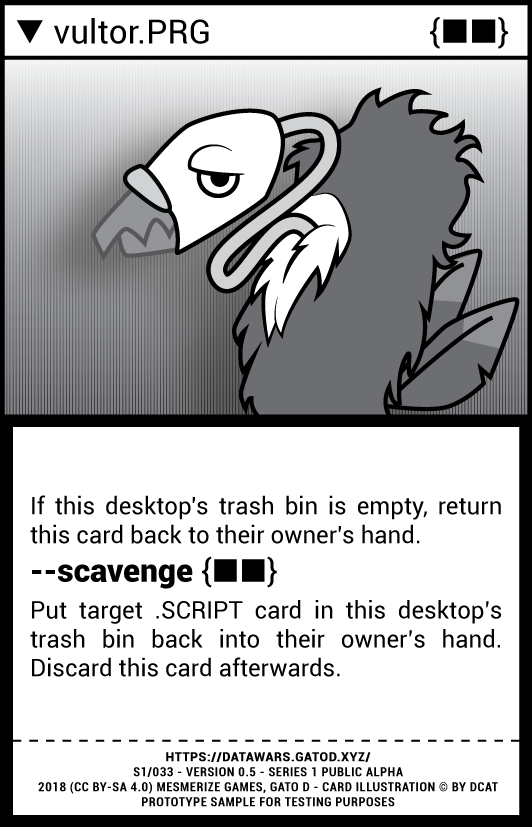 ▼ vultor.PRG {■■}
If this desktop's trash bin is empty, return
this card back to their owner's hand.
--scavenge {■■}
Put target .SCRIPT card in this desktop's
trash bin back into their owner's hand.
Discard this card afterwards.
HTTPS://DATAWARS.GATOD.XYZ/
S1/033 - VERSION 0.5 - SERIES 1 PUBLIC ALPHA
2018 (CC BY-SA 4.0) MESMERIZE GAMES, GATO D - CARD ILLUSTRATION © BY DCAT
PROTOTYPE SAMPLE FOR TESTING PURPOSES